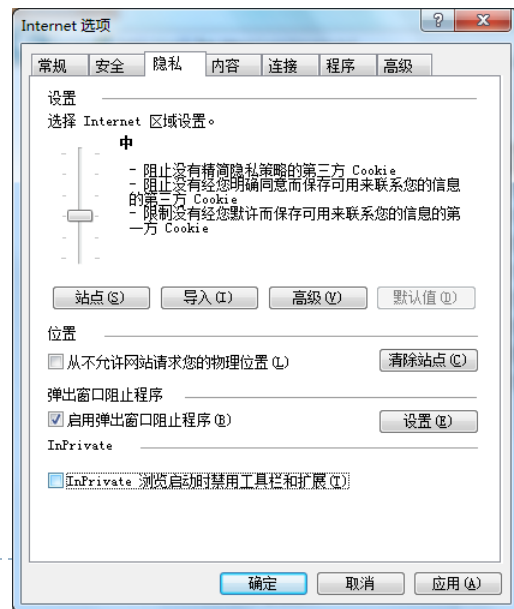 Internet 选项
常规 安全 隐私 内容 连接 程序 高级
设置
选择 Internet 区域设置。
中
- 阻止没有精简隐私策略的第三方 Cookie
- 阻止没有经您明确同意而保存可用来联系您的信息
的第三方 Cookie
- 限制没有经您默许而保存可用来联系您的信息的第
一方 Cookie
站点(S) 导入(I) 高级(V) 默认值(D)
位置
从不允许网站请求您的物理位置(L) 清除站点(C)
弹出窗口阻止程序
启用弹出窗口阻止程序(B) 设置(E)
InPrivate
InPrivate 浏览启动时禁用工具栏和扩展(T)
确定 取消 应用(A)